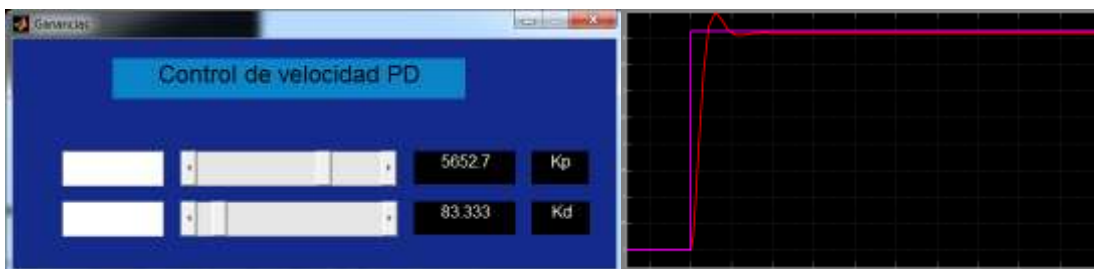 Ganancias
Control de velocidad PD
5652.7 Kp
83.333 Kd